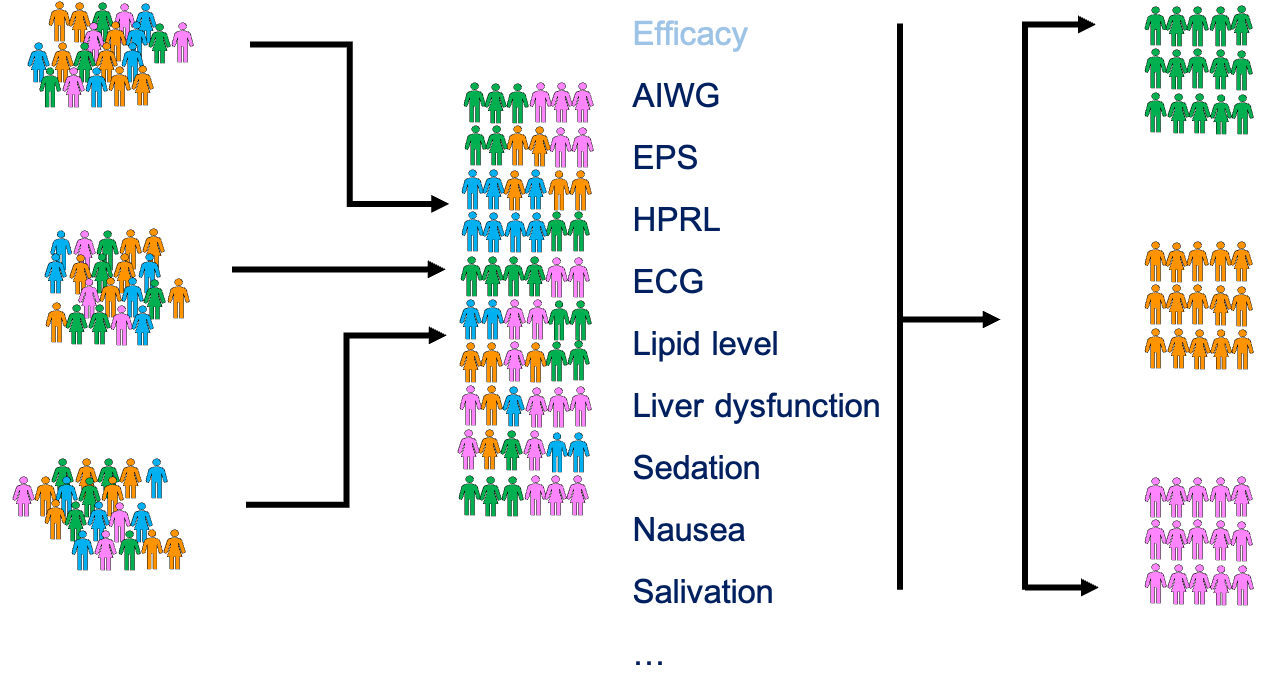 Efficacy
AIWG
EPS
HPRL
ECG
Lipid level
Liver dysfunction
Sedation
Nausea
Salivation
...